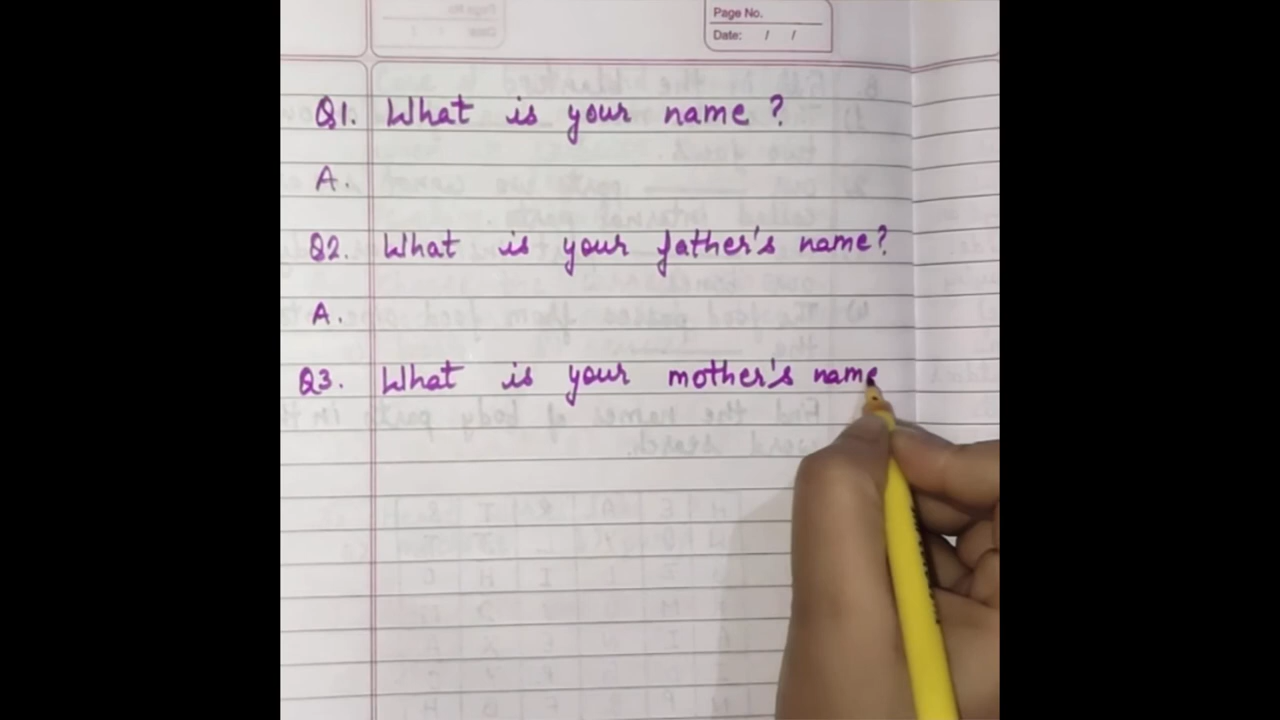 Page No.
Date: / /
Q1. What is your name ?
A.
Q2. What is your father's name?
A.
Q3. What is your mother's name